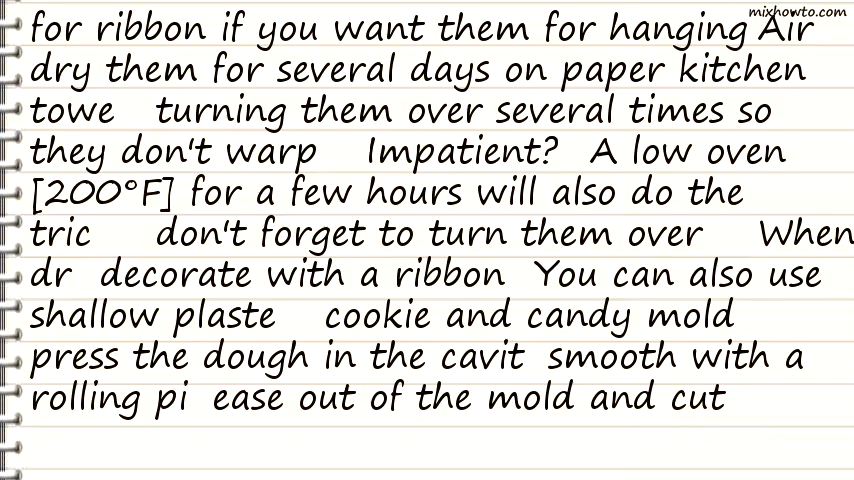 mixhowto.com
for ribbon if you want them for hanging Air
dry them for several days on paper kitchen
towe turning them over several times so
they don't warp Impatient? A low oven
[200°F] for a few hours will also do the
tric don't forget to turn them over When
dr decorate with a ribbon You can also use
shallow plaste cookie and candy mold
press the dough in the cavit smooth with a
rolling pi ease out of the mold and cut